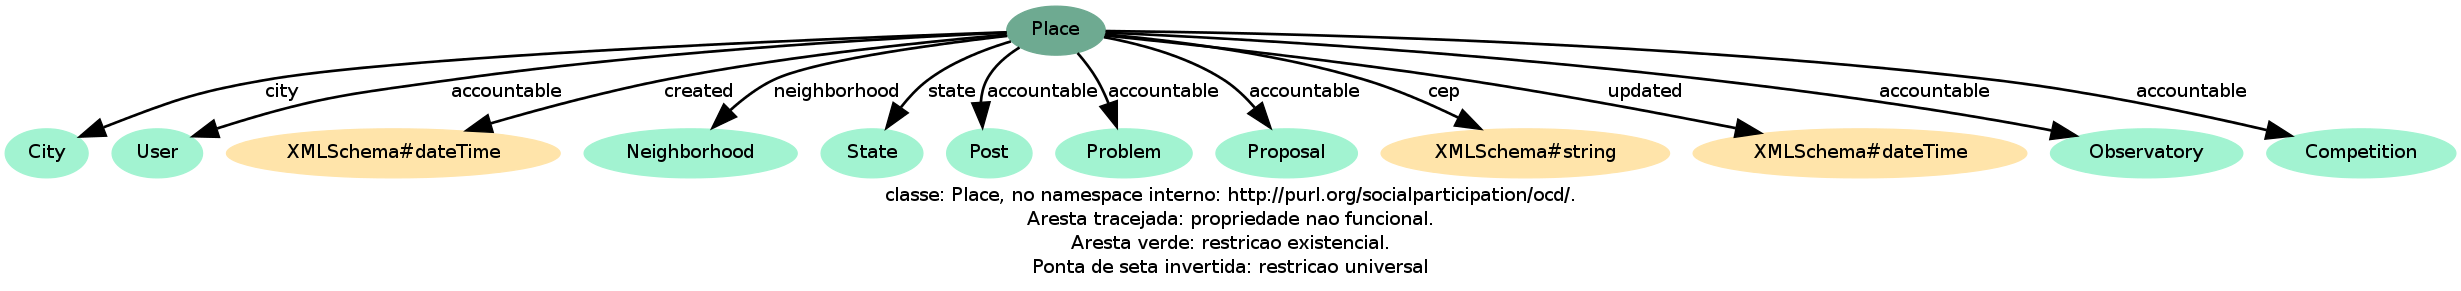 Place
city
accountable
created
neighborhood
state
accountable
accountable
accountable
cep
updated
accountable
accountable
City
User
XMLSchema#dateTime
Neighborhood
State
Post
Problem
Proposal
XMLSchema#string
XMLSchema#dateTime
Observatory
Competition
classe: Place, no namespace interno: http://purl.org/socialparticipation/ocd/.
Aresta tracejada: propriedade nao funcional.
Aresta verde: restricao existencial.
Ponta de seta invertida: restricao universal